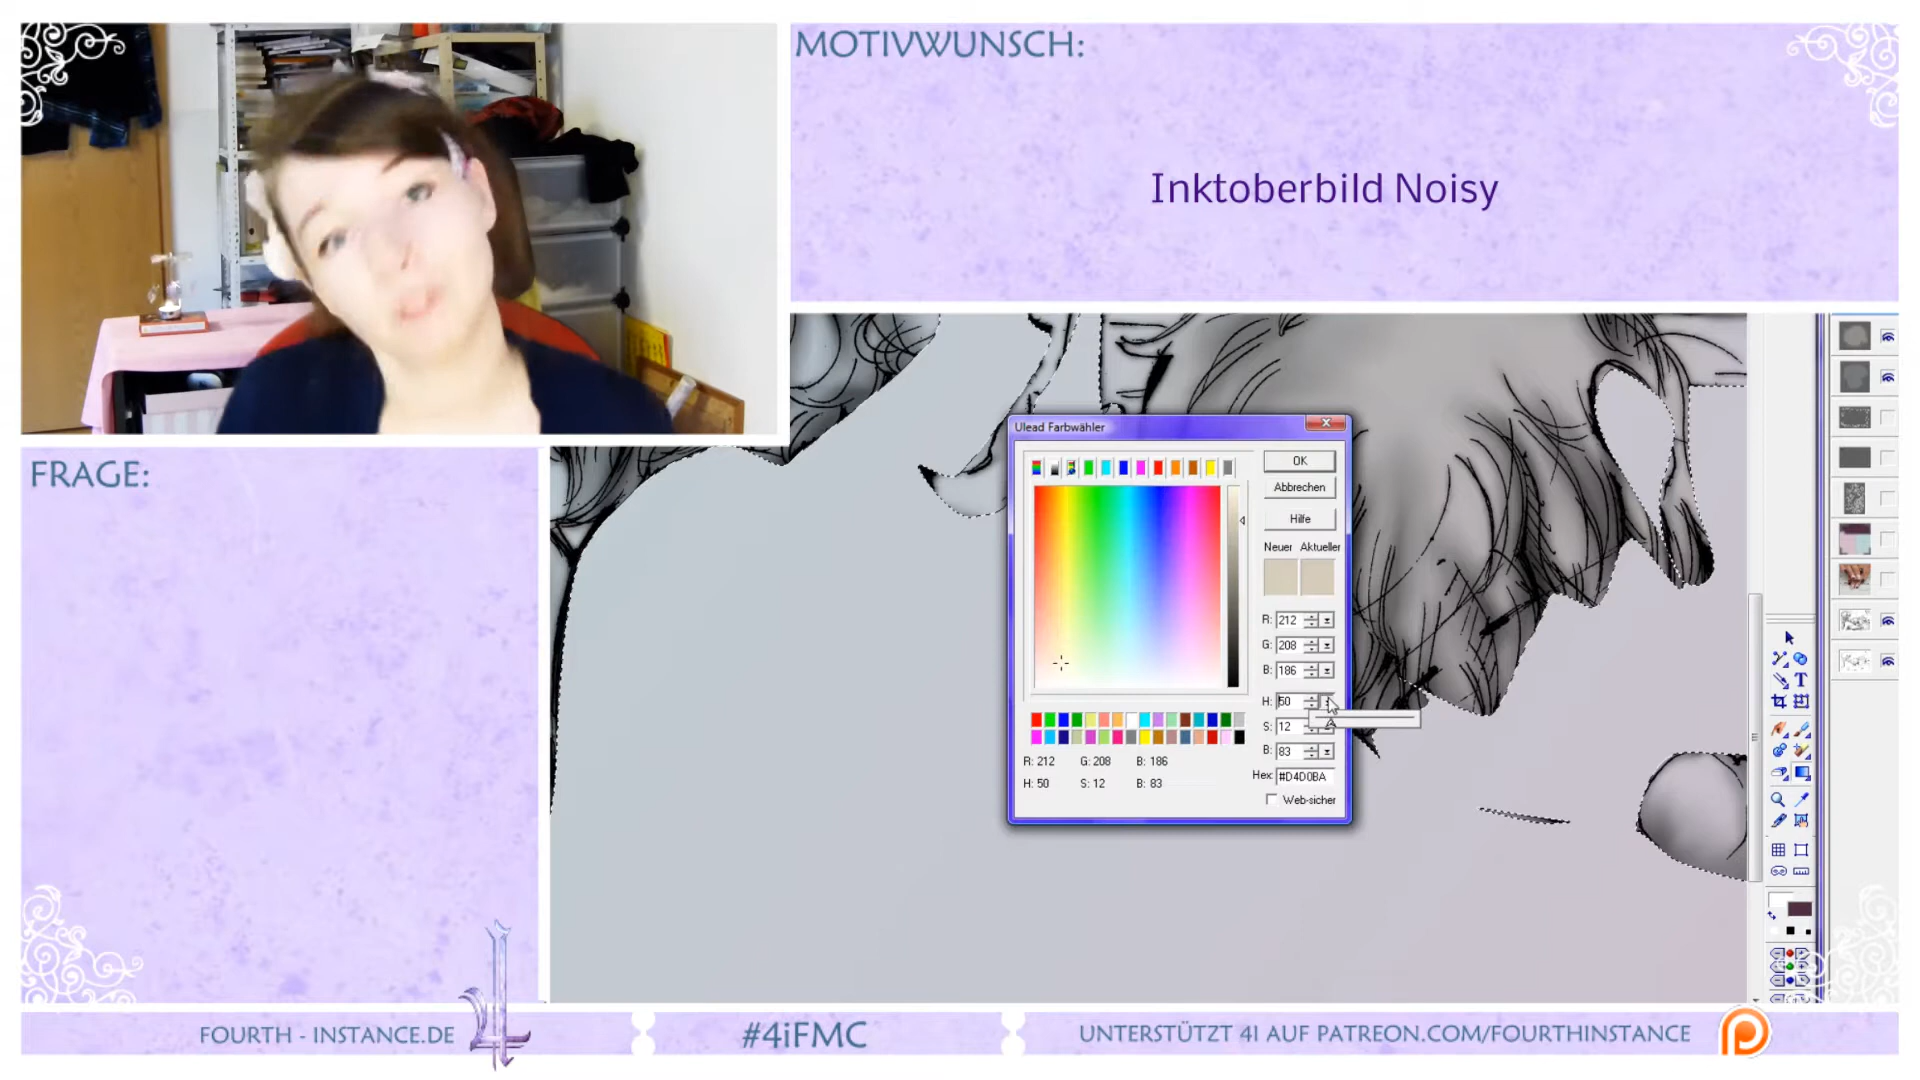 MOTIVWUNSCH:
Inktoberbild Noisy
FRAGE:
Ulead Farbwähler
OK
Abbrechen
Hilfe
Neuer Aktueller
R: 212
G: 208
B: 186
H: 50
S: 12
B: 83
Hex: #D4D0BA
Web-sicher
R: 212 G: 208 B: 186
H: 50 S: 12 B: 83
T
FOURTH - INSTANCE.DE
#4iFMC
UNTERSTÜTZT 4I AUF PATREON.COM/FOURTHINSTANCE